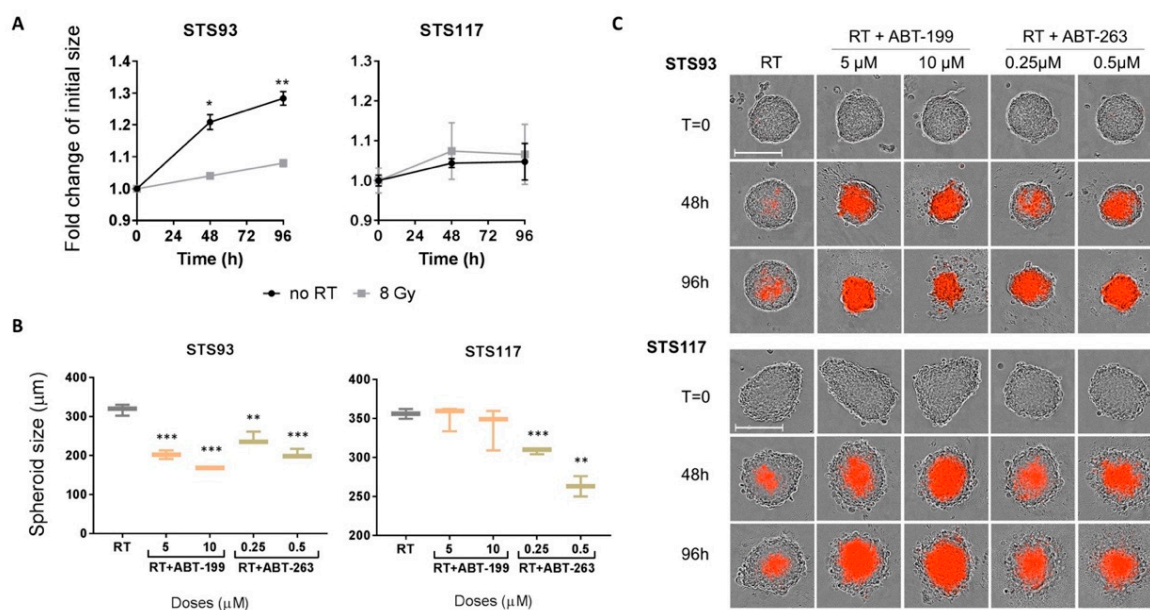 A
STS93
STS117
Fold change of initial size
1.3
1.2
1.1
1.0
0.9
0 24 48 72 96
Time (h)
* **
1.3
1.2
1.1
1.0
0.9
0 24 48 72 96
Time (h)
no RT 8 Gy
B
STS93
STS117
Spheroid size (µm)
400
300
200
100
0
*** *** ** ***
RT 5 10 0.25 0.5
RT+ABT-199 RT+ABT-263
Doses (µM)
400
350
300
250
200
*** **
RT 5 10 0.25 0.5
RT+ABT-199 RT+ABT-263
Doses (µM)
C
RT + ABT-199 RT + ABT-263
STS93 RT 5 µM 10 µM 0.25µM 0.5µM
T=0
48h
96h
STS117
T=0
48h
96h